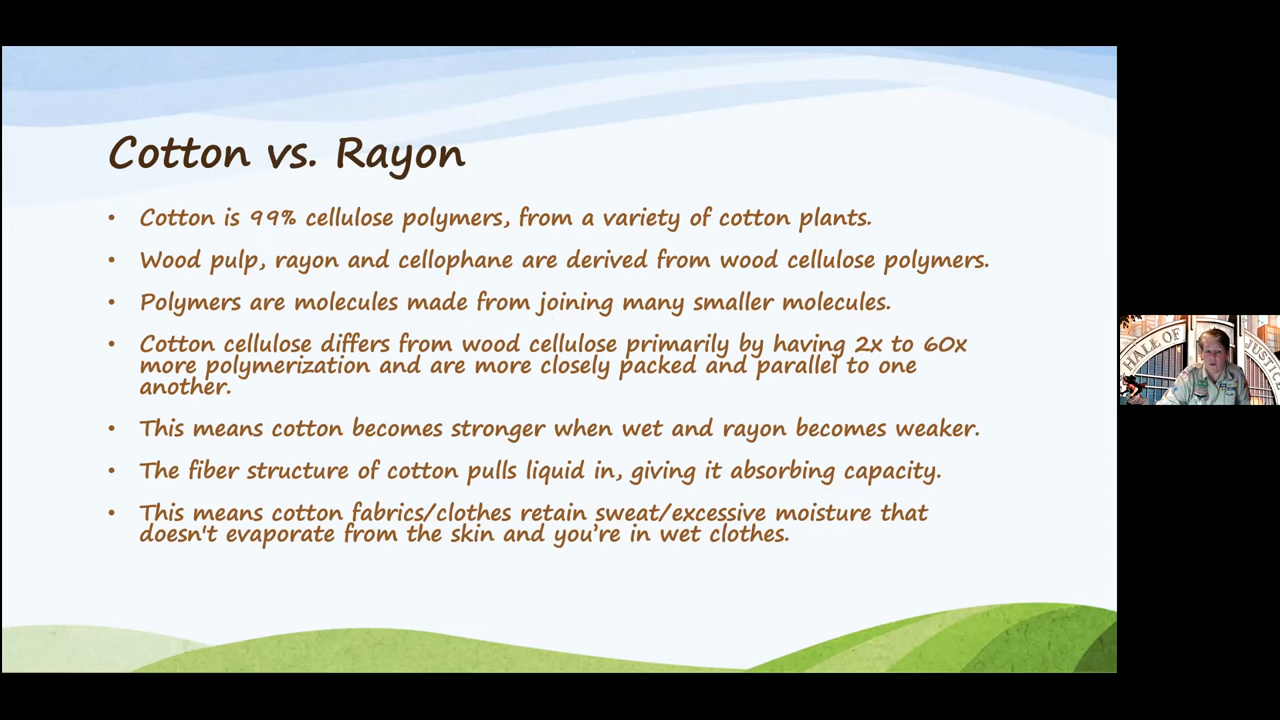 Cotton vs. Rayon
• Cotton is 99% cellulose polymers, from a variety of cotton plants.
• Wood pulp, rayon and cellophane are derived from wood cellulose polymers.
• Polymers are molecules made from joining many smaller molecules.
• Cotton cellulose differs from wood cellulose primarily by having 2x to 60x
more polymerization and are more closely packed and parallel to one
another.
• This means cotton becomes stronger when wet and rayon becomes weaker.
• The fiber structure of cotton pulls liquid in, giving it absorbing capacity.
• This means cotton fabrics/clothes retain sweat/excessive moisture that
doesn't evaporate from the skin and you’re in wet clothes.
HALL OF
JUSTICE